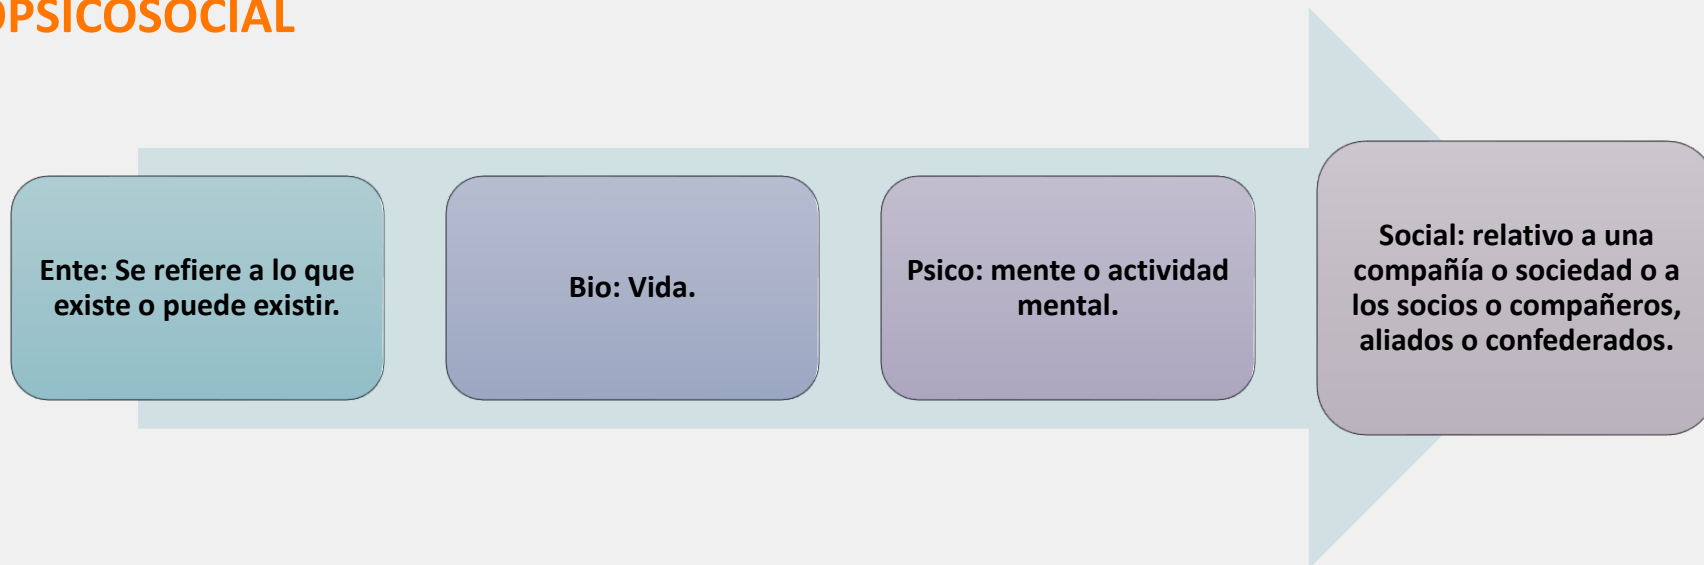 OPSICOSOCIAL
Ente: Se refiere a lo que
existe o puede existir.
Bio: Vida.
Psico: mente o actividad
mental.
Social: relativo a una
compañía o sociedad o a
los socios o compañeros,
aliados o confederados.